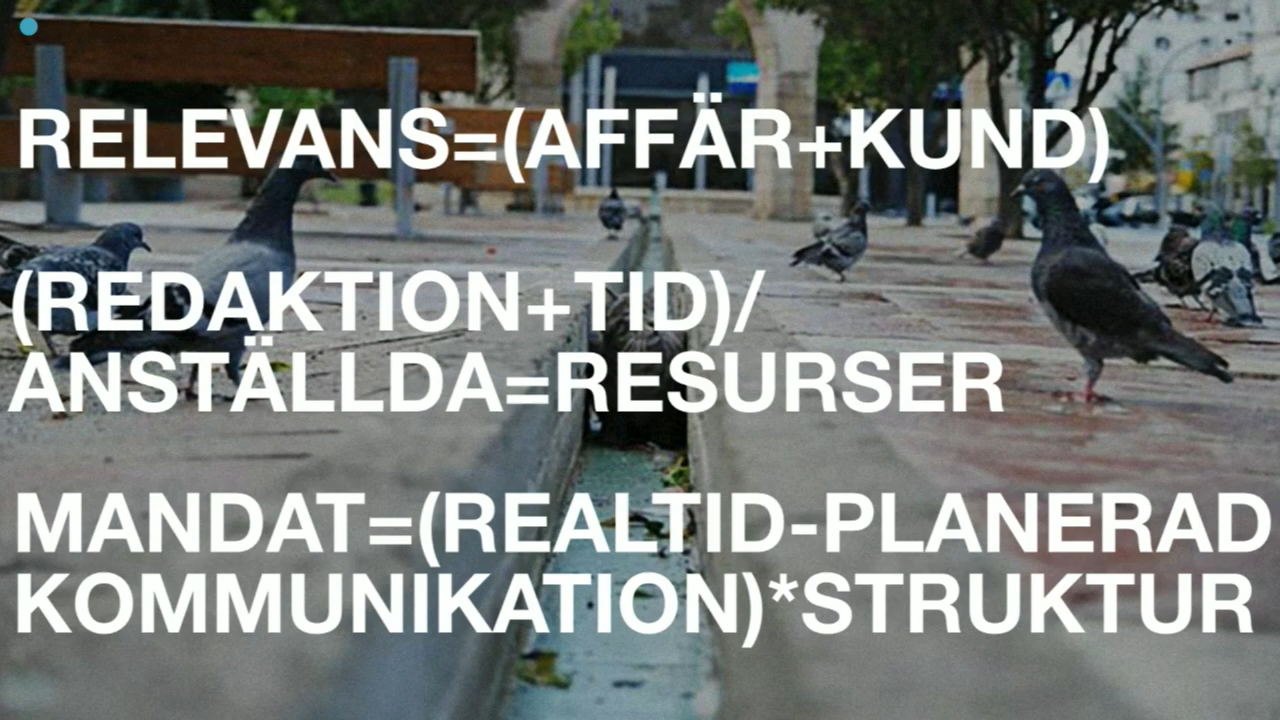 RELEVANS=(AFFÄR+KUND)
(REDAKTION+TID)/
ANSTÄLLDA=RESURSER
MANDAT=(REALTID-PLANERAD
KOMMUNIKATION)*STRUKTUR